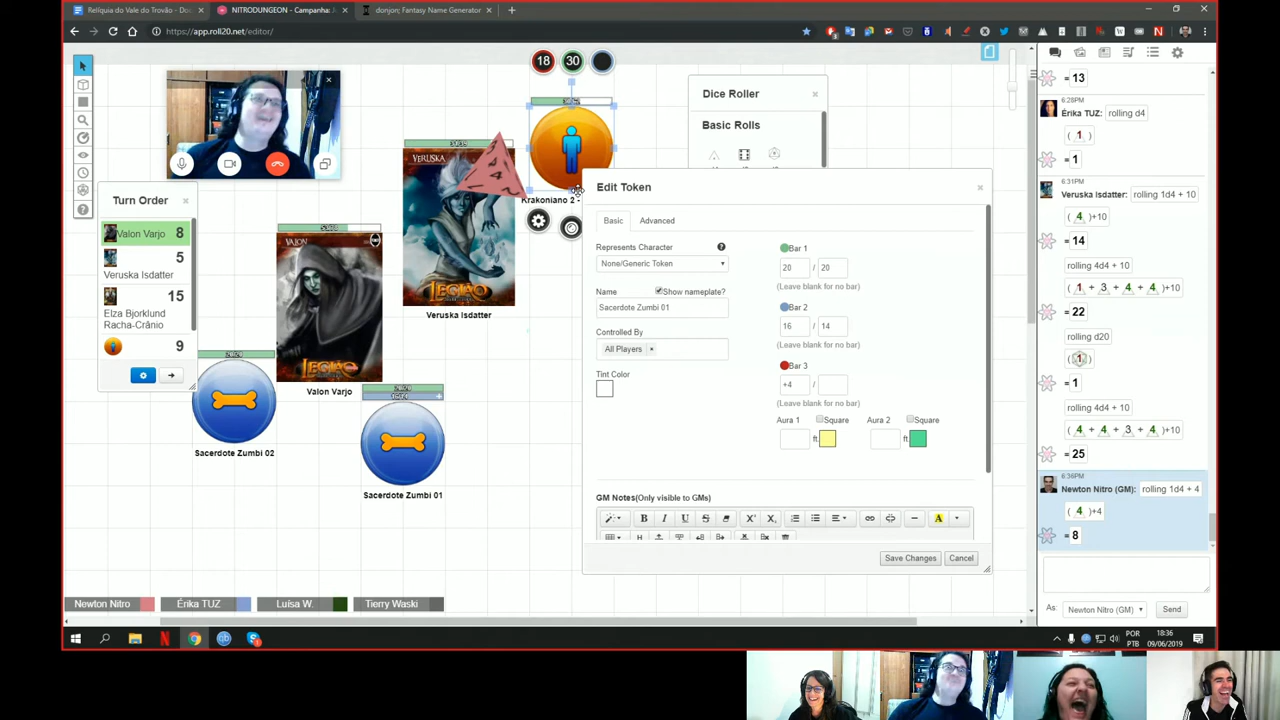 Relíquia do Vale do Trovão - Doc
NITRODUNGEON - Campanha:
donjon; Fantasy Name Generator
https://app.roll20.net/editor/
18
30
VERUSKA
Krakoniano 2 -
Turn Order
Valon Varjo 8
5
Veruska Isdatter
15
Elza Bjorklund
Racha-Crânio
9
VALON
LEGIÃO
LEGIÃO
Veruska Isdatter
Valon Varjo
Sacerdote Zumbi 02
Sacerdote Zumbi 01
Dice Roller
Basic Rolls
Edit Token
Basic Advanced
Represents Character
None/Generic Token
Name Show nameplate?
Sacerdote Zumbi 01
Controlled By
All Players
Tint Color
Bar 1
20 / 20
(Leave blank for no bar)
Bar 2
16 / 14
(Leave blank for no bar)
Bar 3
+4 /
(Leave blank for no bar)
Aura 1 Square Aura 2 Square
ft. ft.
GM Notes(Only visible to GMs)
B I U S
Save Changes Cancel
= 13
6:28PM
Érika TUZ: rolling d4
(1)
= 1
6:31PM
Veruska Isdatter: rolling 1d4 + 10
(4)+10
= 14
rolling 4d4 + 10
(1 + 3 + 4 + 4)+10
= 22
rolling d20
(1)
= 1
rolling 4d4 + 10
(4 + 4 + 3 + 4)+10
= 25
6:36PM
Newton Nitro (GM): rolling 1d4 + 4
(4)+4
= 8
As: Newton Nitro (GM) Send
Newton Nitro Érika TUZ Luísa W. Tierry Waski
POR
PTB
18:36
09/06/2019